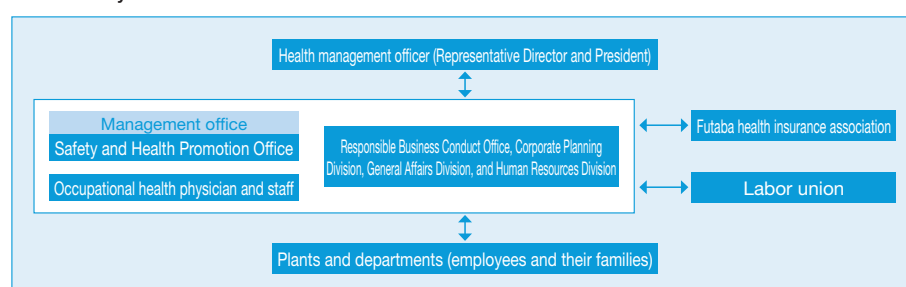 Health management officer (Representative Director and President)
Management office
Safety and Health Promotion Office
Occupational health physician and staff
Responsible Business Conduct Office, Corporate Planning
Division, General Affairs Division, and Human Resources Division
Futaba health insurance association
Labor union
Plants and departments (employees and their families)